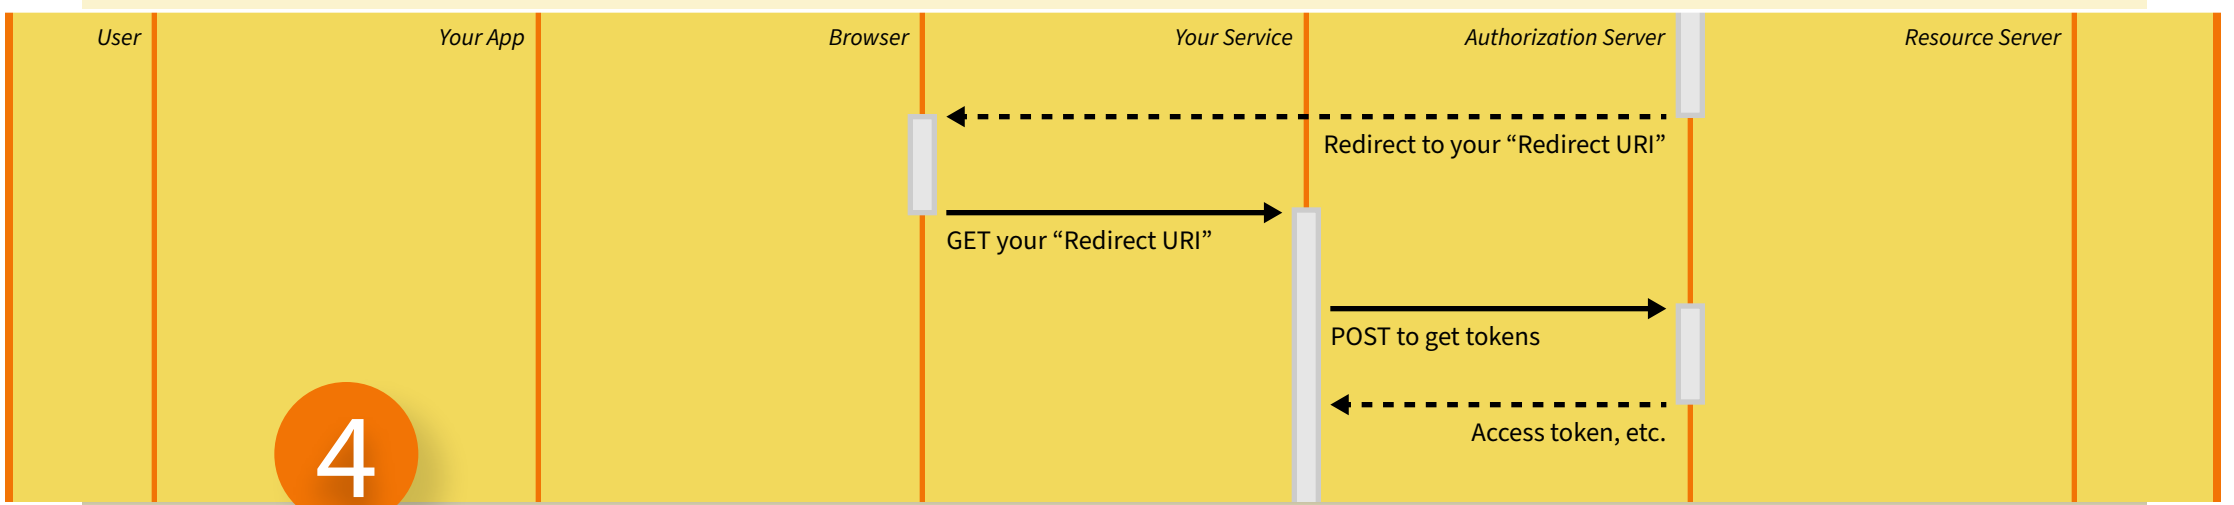 User
Your App
Browser
Your Service
Authorization Server
Resource Server
Redirect to your “Redirect URI”
GET your “Redirect URI”
POST to get tokens
Access token, etc.
4